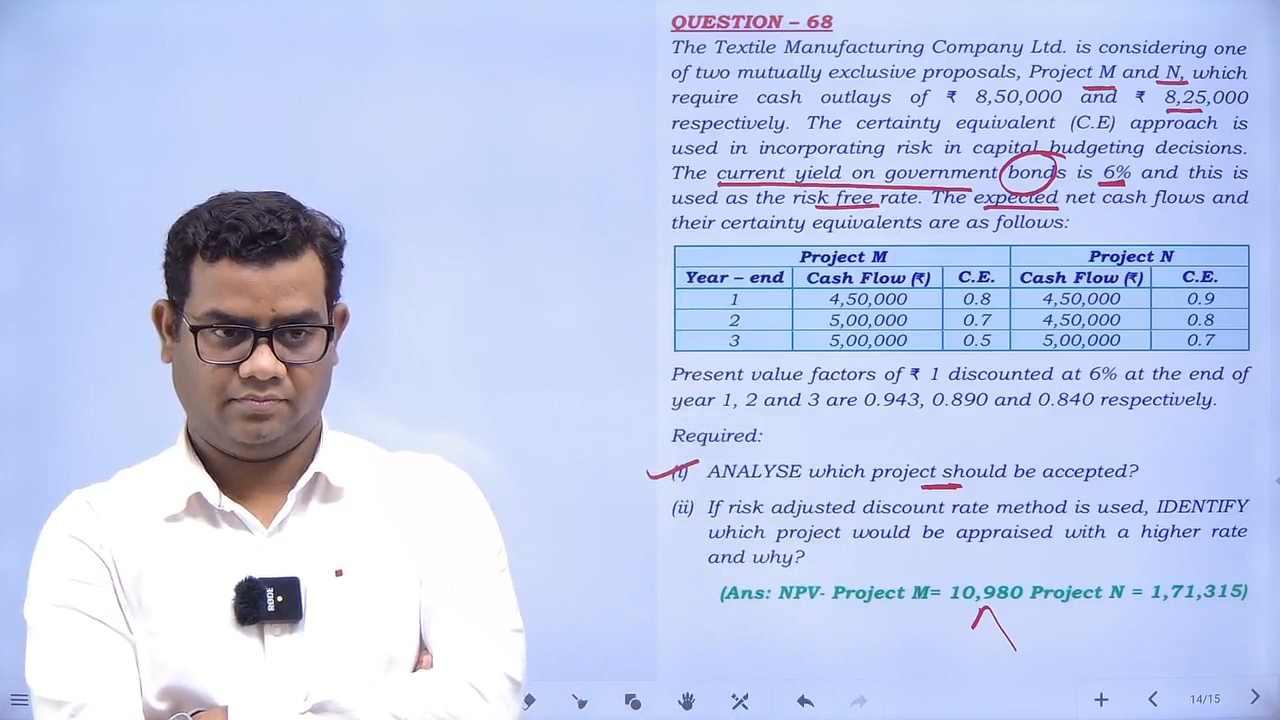 QUESTION – 68
The Textile Manufacturing Company Ltd. is considering one
of two mutually exclusive proposals, Project M and N, which
require cash outlays of ₹ 8,50,000 and ₹ 8,25,000
respectively. The certainty equivalent (C.E) approach is
used in incorporating risk in capital budgeting decisions.
The current yield on government bonds is 6% and this is
used as the risk free rate. The expected net cash flows and
their certainty equivalents are as follows:
Project M Project N
Year – end Cash Flow (₹) C.E. Cash Flow (₹) C.E.
1 4,50,000 0.8 4,50,000 0.9
2 5,00,000 0.7 4,50,000 0.8
3 5,00,000 0.5 5,00,000 0.7
Present value factors of ₹ 1 discounted at 6% at the end of
year 1, 2 and 3 are 0.943, 0.890 and 0.840 respectively.
Required:
(i) ANALYSE which project should be accepted?
(ii) If risk adjusted discount rate method is used, IDENTIFY
which project would be appraised with a higher rate
and why?
(Ans: NPV- Project M= 10,980 Project N = 1,71,315)
RODE
14/15